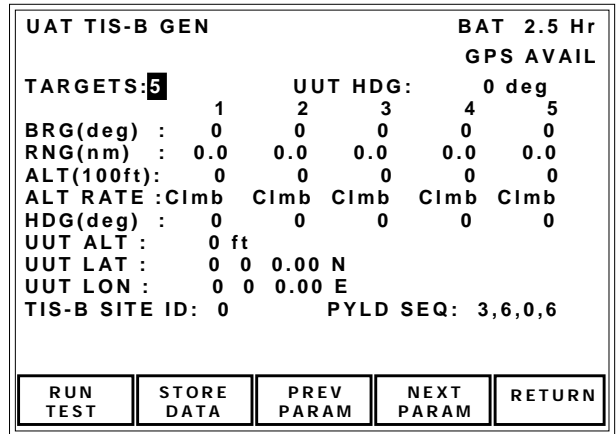 UAT TIS-B GEN BAT 2.5 Hr
GPS AVAIL
TARGETS:5 UUT HDG: 0 deg
1 2 3 4 5
BRG(deg) : 0 0 0 0 0
RNG(nm) : 0.0 0.0 0.0 0.0 0.0
ALT(100ft): 0 0 0 0 0
ALT RATE :Clmb Clmb Clmb Clmb Clmb
HDG(deg) : 0 0 0 0 0
UUT ALT : 0 ft
UUT LAT : 0 0 0.00 N
UUT LON : 0 0 0.00 E
TIS-B SITE ID: 0 PYLD SEQ: 3,6,0,6
RUN TEST
STORE DATA
PREV PARAM
NEXT PARAM
RETURN